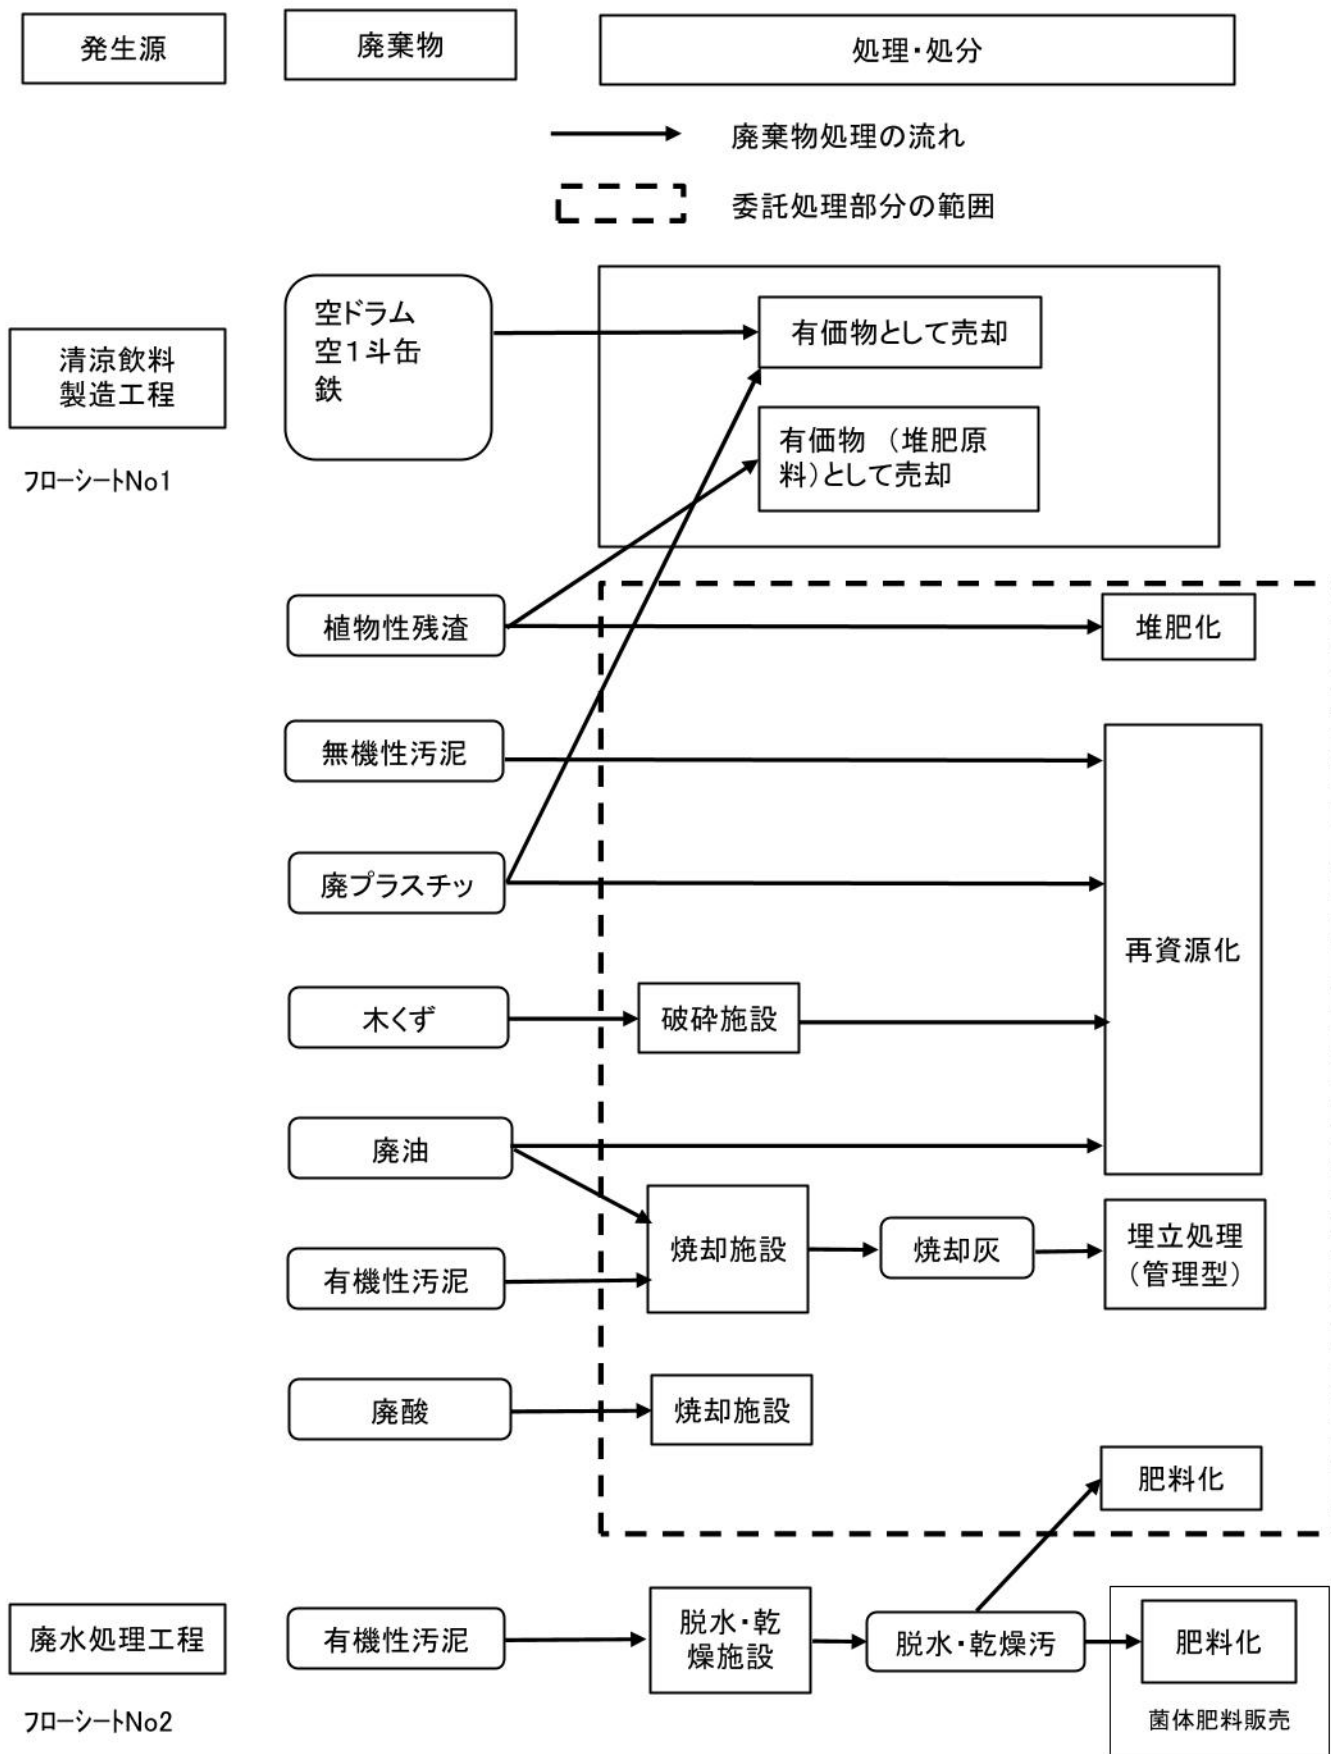 発生源
廃棄物
処理・処分
廃棄物処理の流れ
委託処理部分の範囲
清涼飲料
製造工程
フローシートNo1
空ドラム
空1斗缶
鉄
有価物として売却
有価物 (堆肥原
料)として売却
植物性残渣
堆肥化
無機性汚泥
廃プラスチッ
再資源化
木くず
破砕施設
廃油
焼却施設
焼却灰
埋立処理
(管理型)
有機性汚泥
廃酸
焼却施設
肥料化
廃水処理工程
フローシートNo2
有機性汚泥
脱水・乾
燥施設
脱水・乾燥汚
肥料化
菌体肥料販売